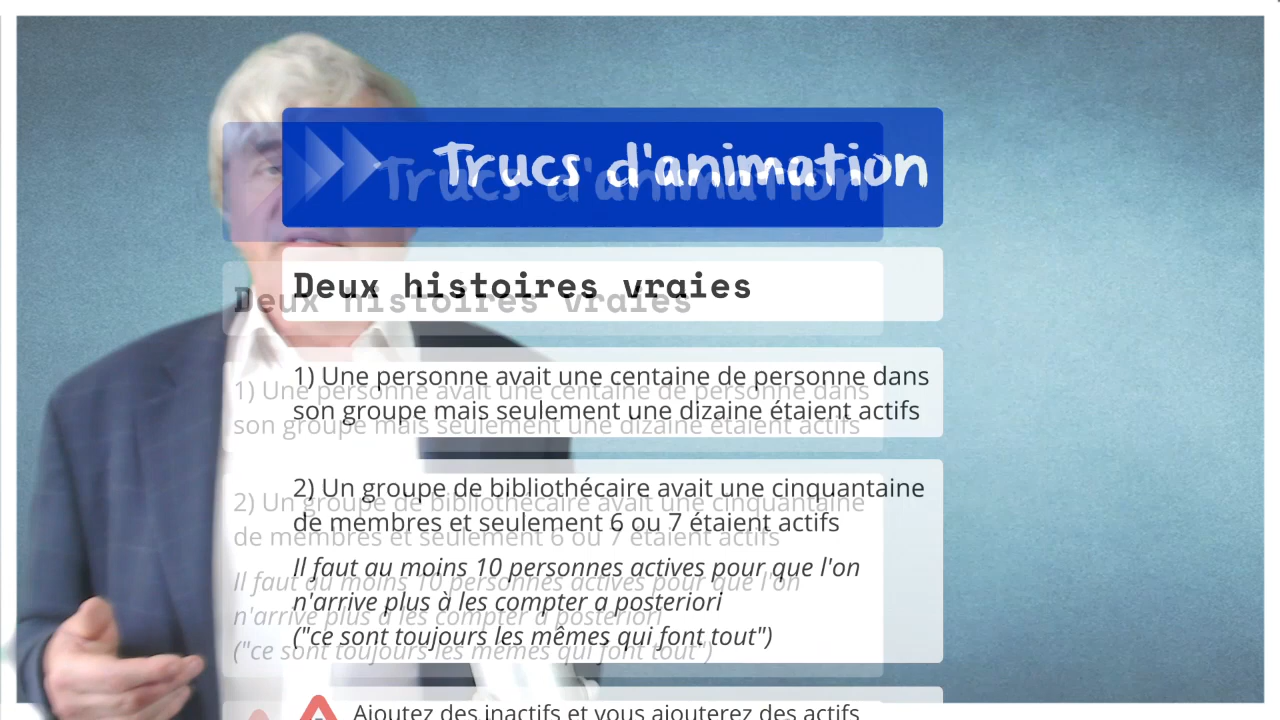 Trucs d'animation
Deux histoires vraies
1) Une personne avait une centaine de personne dans
son groupe mais seulement une dizaine étaient actifs
2) Un groupe de bibliothécaire avait une cinquantaine
de membres et seulement 6 ou 7 étaient actifs
Il faut au moins 10 personnes actives pour que l'on
n'arrive plus à les compter a posteriori
("ce sont toujours les mêmes qui font tout")
Ajoutez des inactifs et vous ajouterez des actifs